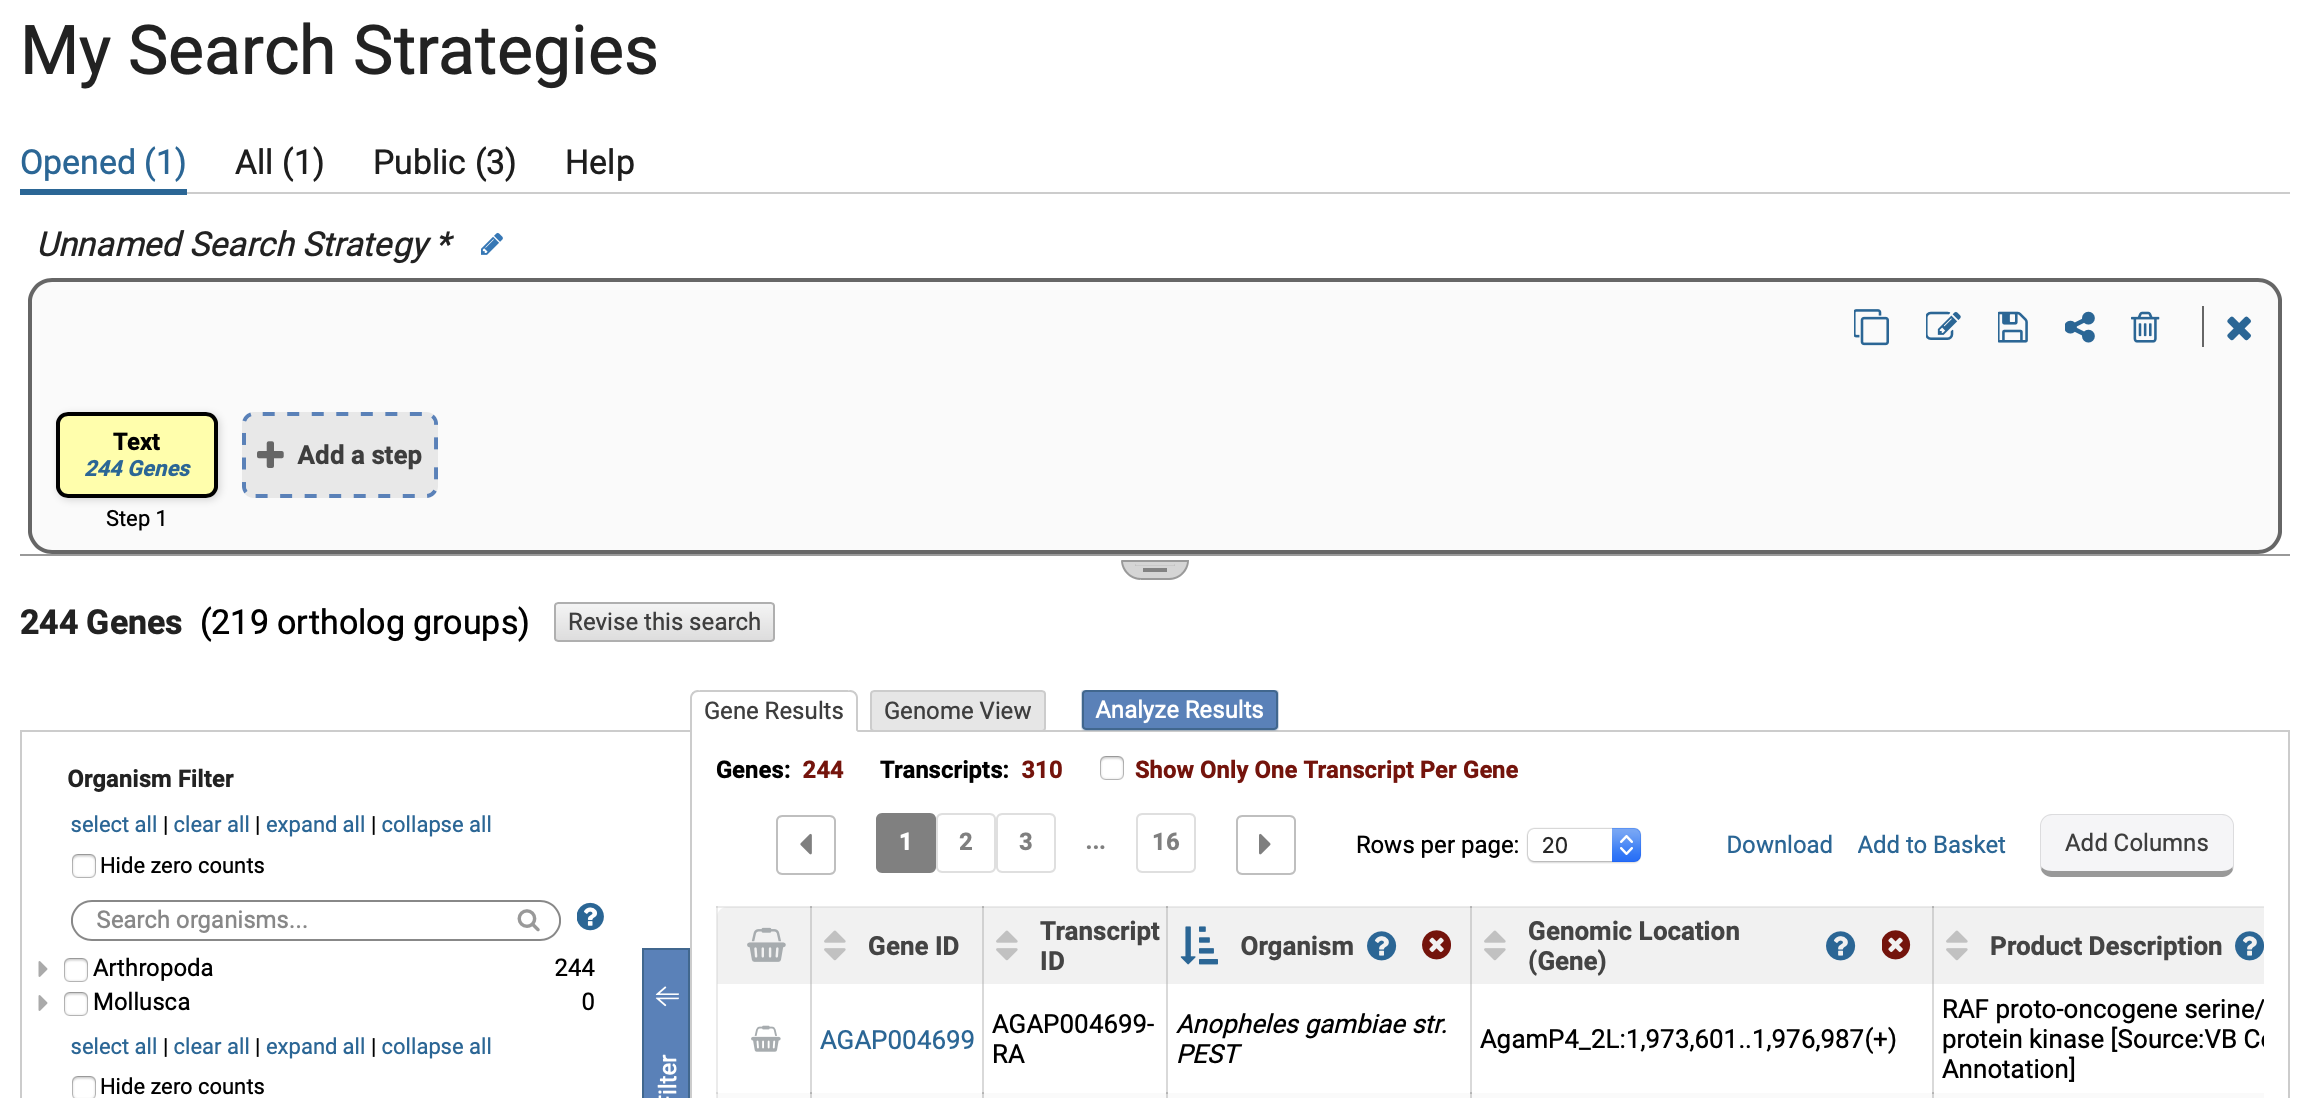 My Search Strategies
Opened (1) All (1) Public (3) Help
Unnamed Search Strategy *
Text
244 Genes
Add a step
Step 1
244 Genes (219 ortholog groups) Revise this search
Gene Results Genome View Analyze Results
Organism Filter
select all | clear all | expand all | collapse all
Hide zero counts
Search organisms...
Arthropoda 244
Mollusca 0
select all | clear all | expand all | collapse all
Hide zero counts
Genes: 244 Transcripts: 310 Show Only One Transcript Per Gene
1 2 3 ... 16 Rows per page: 20 Download Add to Basket Add Columns
Gene ID Transcript ID Organism Genomic Location (Gene) Product Description
AGAP004699
AGAP004699-
RA
Anopheles gambiae str.
PEST
AgamP4_2L:1,973,601..1,976,987(+)
RAF proto-oncogene serine/
protein kinase [Source:VB
Annotation]